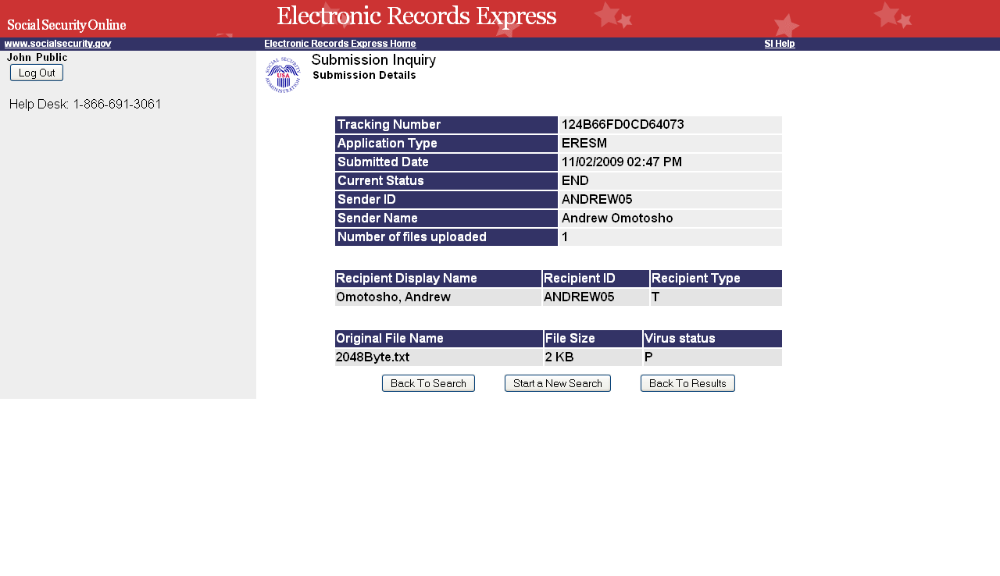 Social Security Online
Electronic Records Express
www.socialsecurity.gov
Electronic Records Express Home
SI Help
John Public
Log Out
Help Desk: 1-866-691-3061
SOCIAL SECURITY ADMINISTRATION
USA
Submission Inquiry
Submission Details
Tracking Number 124B66FD0CD64073
Application Type ERESM
Submitted Date 11/02/2009 02:47 PM
Current Status END
Sender ID ANDREW05
Sender Name Andrew Omotosho
Number of files uploaded 1
Recipient Display Name Recipient ID Recipient Type
Omotosho, Andrew ANDREW05 T
Original File Name File Size Virus status
2048Byte.txt 2 KB P
Back To Search Start a New Search Back To Results